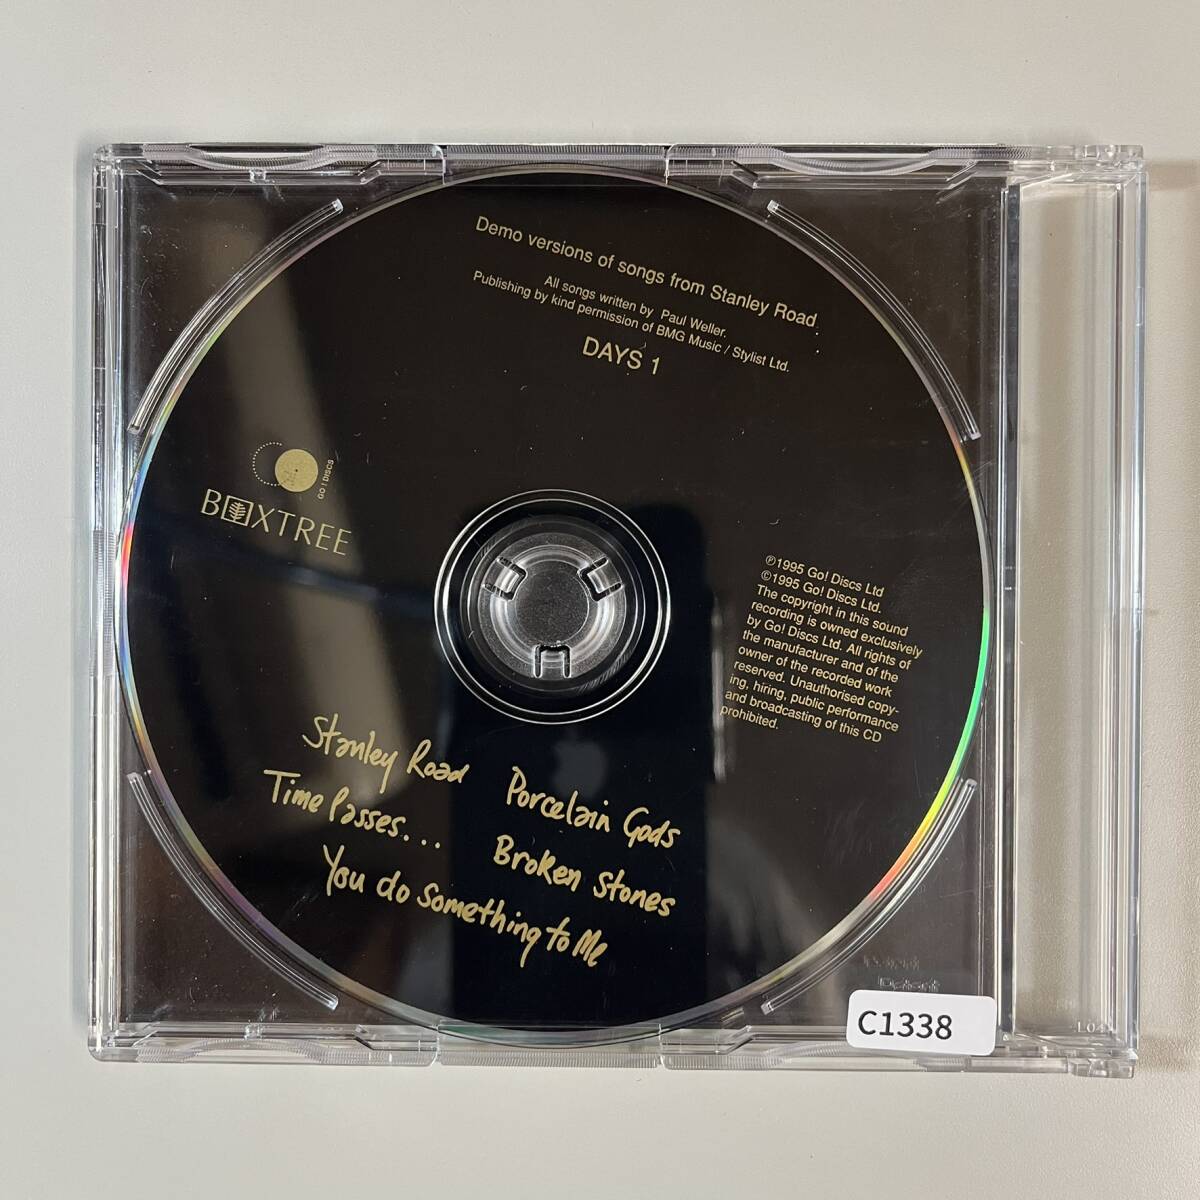 Demo versions of songs from Stanley Road.
All songs written by Paul Weller.
Publishing by kind permission of BMG Music / Stylist Ltd.
DAYS 1
GO! DISCS
BOXTREE
℗1995 Go! Discs Ltd
©1995 Go! Discs Ltd.
The copyright in this sound
recording is owned exclusively
by Go! Discs Ltd. All rights of
the manufacturer and of the
owner of the recorded work
reserved. Unauthorised copy-
ing, hiring, public performance
and broadcasting of this CD
prohibited.
Stanley Road
Porcelain Gods
Time Passes...
Broken Stones
You do Something to Me
Patent
C1338